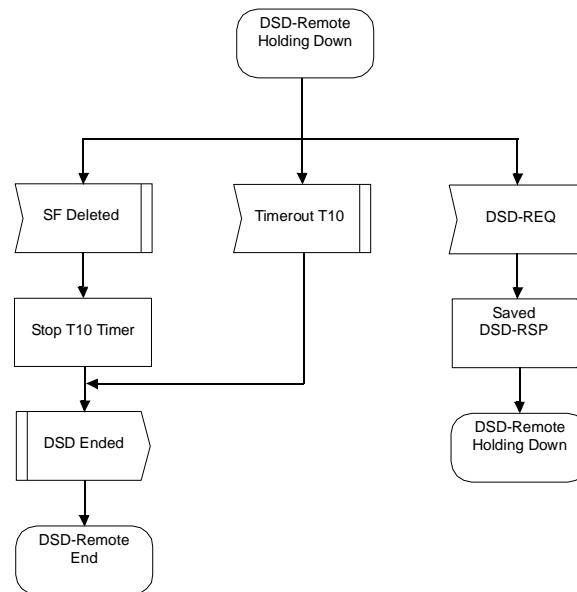 DSD-Remote
Holding Down
SF Deleted
Timerout T10
DSD-REQ
Stop T10 Timer
Saved
DSD-RSP
DSD Ended
DSD-Remote
Holding Down
DSD-Remote
End